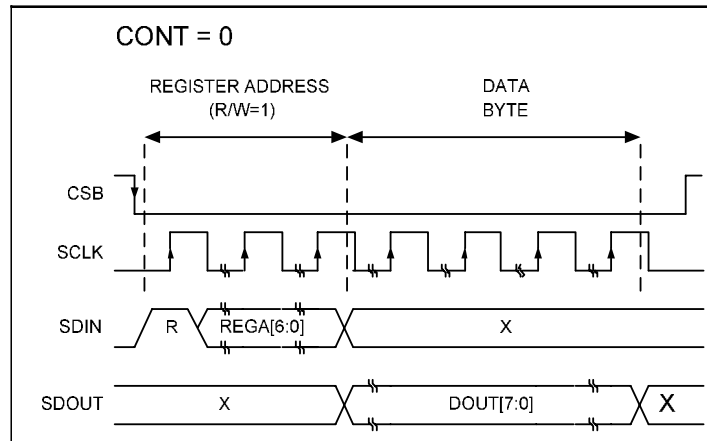 CONT = 0
REGISTER ADDRESS
(R/W=1)
DATA
BYTE
CSB
SCLK
SDIN
R
REGA[6:0]
X
SDOUT
X
DOUT[7:0]
X